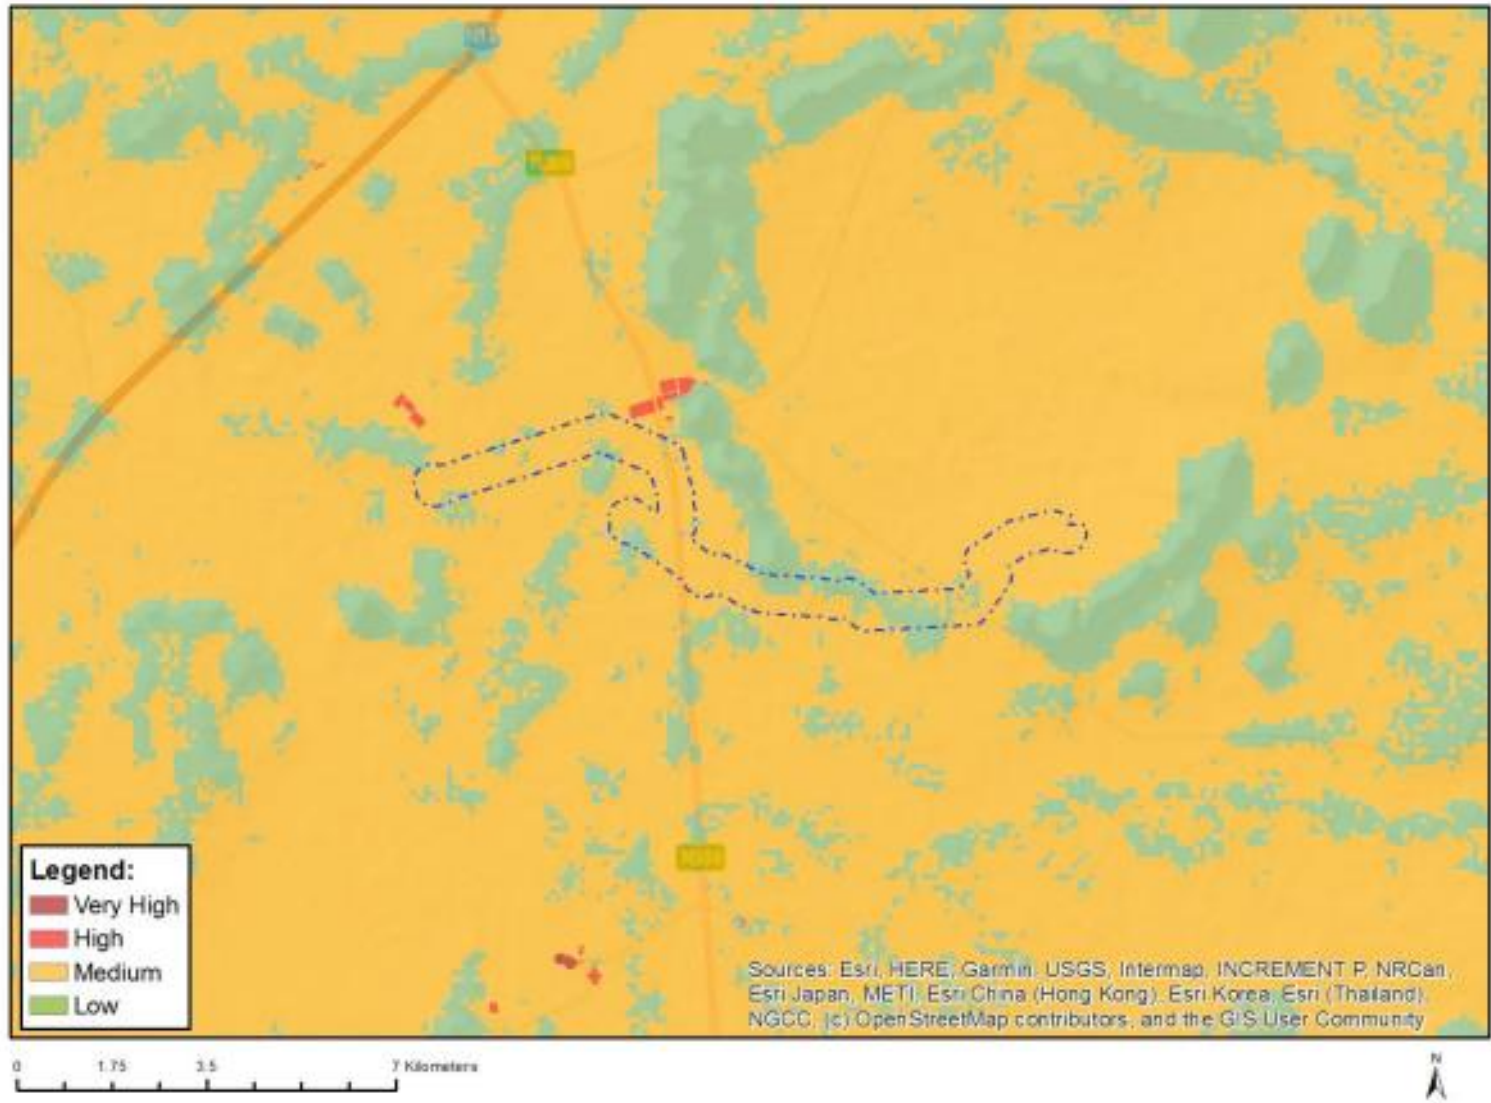 Legend:
Very High
High
Medium
Low
Sources: Esri, HERE, Garmin, USGS, Intermap, INCREMENT P, NRCan,
Esri Japan, METI, Esri China (Hong Kong), Esri Korea, Esri (Thailand),
NGCC, (c) OpenStreetMap contributors, and the GIS User Community
0 1.75 3.5 7 Kilometers
N